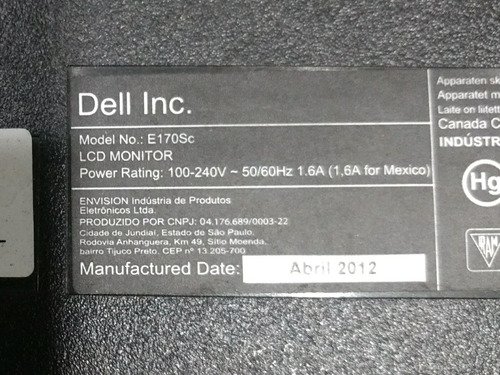 Dell Inc.
Model No.: E170Sc
LCD MONITOR
Power Rating: 100-240V ~ 50/60Hz 1.6A (1,6A for Mexico)
ENVISION Indústria de Produtos
Eletrônicos Ltda.
PRODUZIDO POR CNPJ: 04.176.689/0003-22
Cidade de Jundiaí, Estado de São Paulo.
Rodovia Anhanguera, Km 49, Sítio Moenda,
bairro Tijuco Preto, CEP nº 13.205-700
Manufactured Date: Abril 2012
Apparaten sk
Apparatet m
Laite on liitett
Canada C
INDÚSTR
Hg